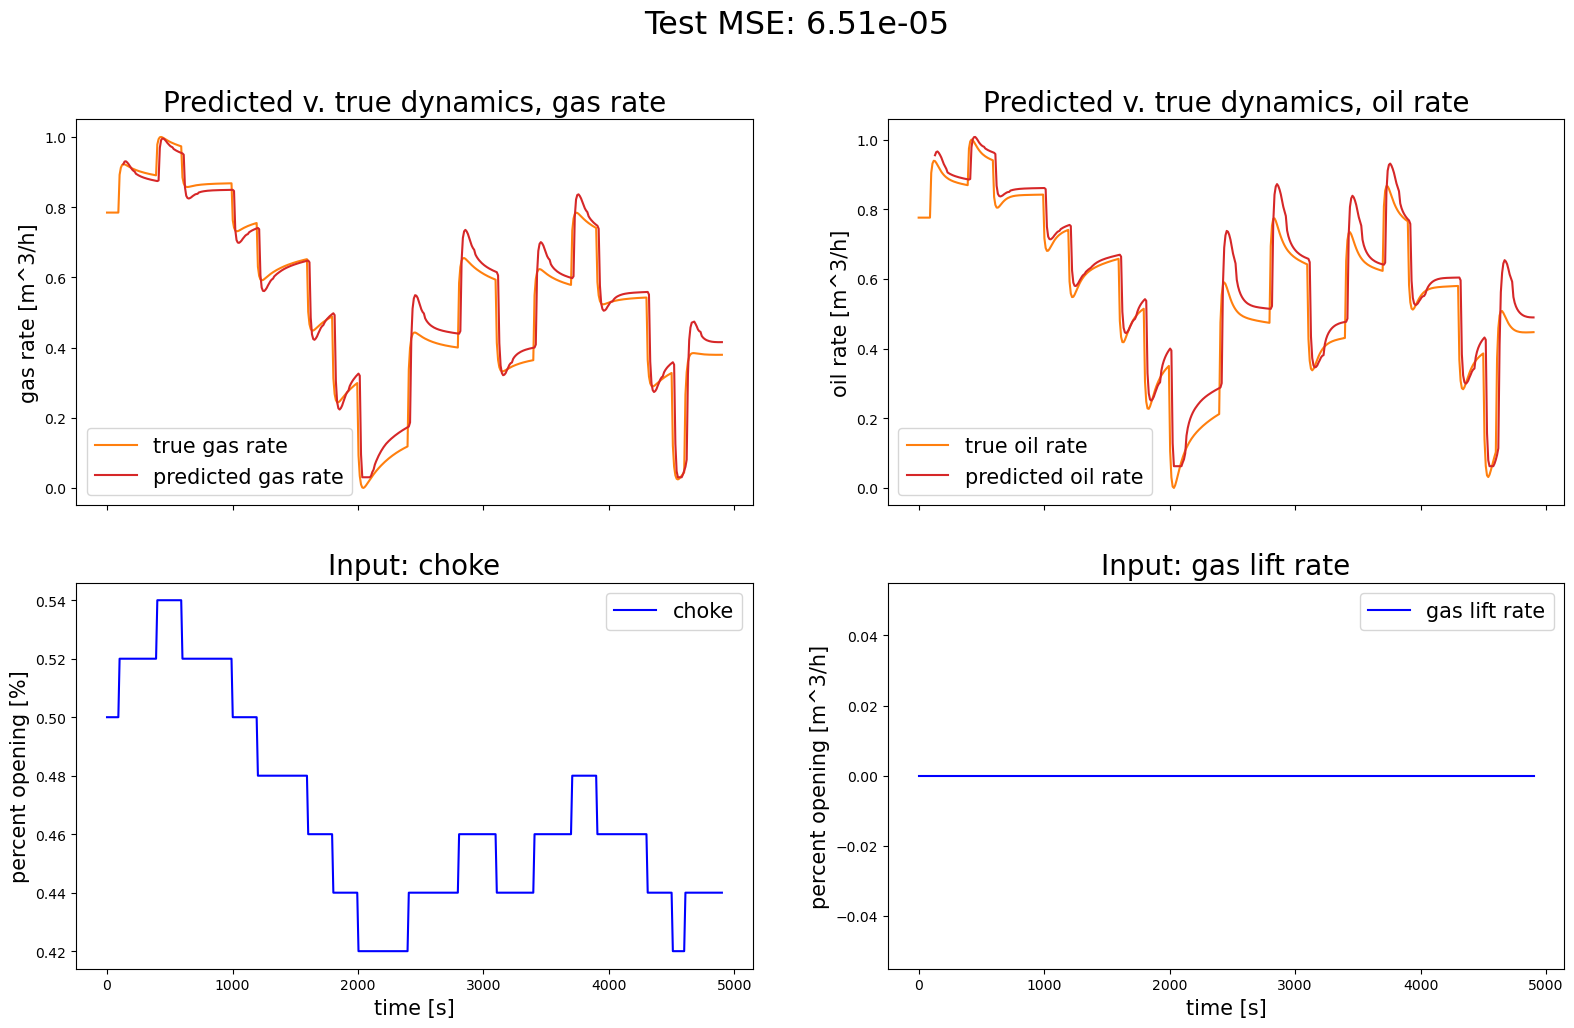 Test MSE: 6.51e-05
Predicted v. true dynamics, gas rate
gas rate [m^3/h]
1.0
0.8
0.6
0.4
0.2
0.0
true gas rate
predicted gas rate
Predicted v. true dynamics, oil rate
oil rate [m^3/h]
1.0
0.8
0.6
0.4
0.2
0.0
true oil rate
predicted oil rate
Input: choke
percent opening [%]
0.54
0.52
0.50
0.48
0.46
0.44
0.42
choke
0 1000 2000 3000 4000 5000
time [s]
Input: gas lift rate
percent opening [m^3/h]
0.04
0.02
0.00
−0.02
−0.04
gas lift rate
0 1000 2000 3000 4000 5000
time [s]